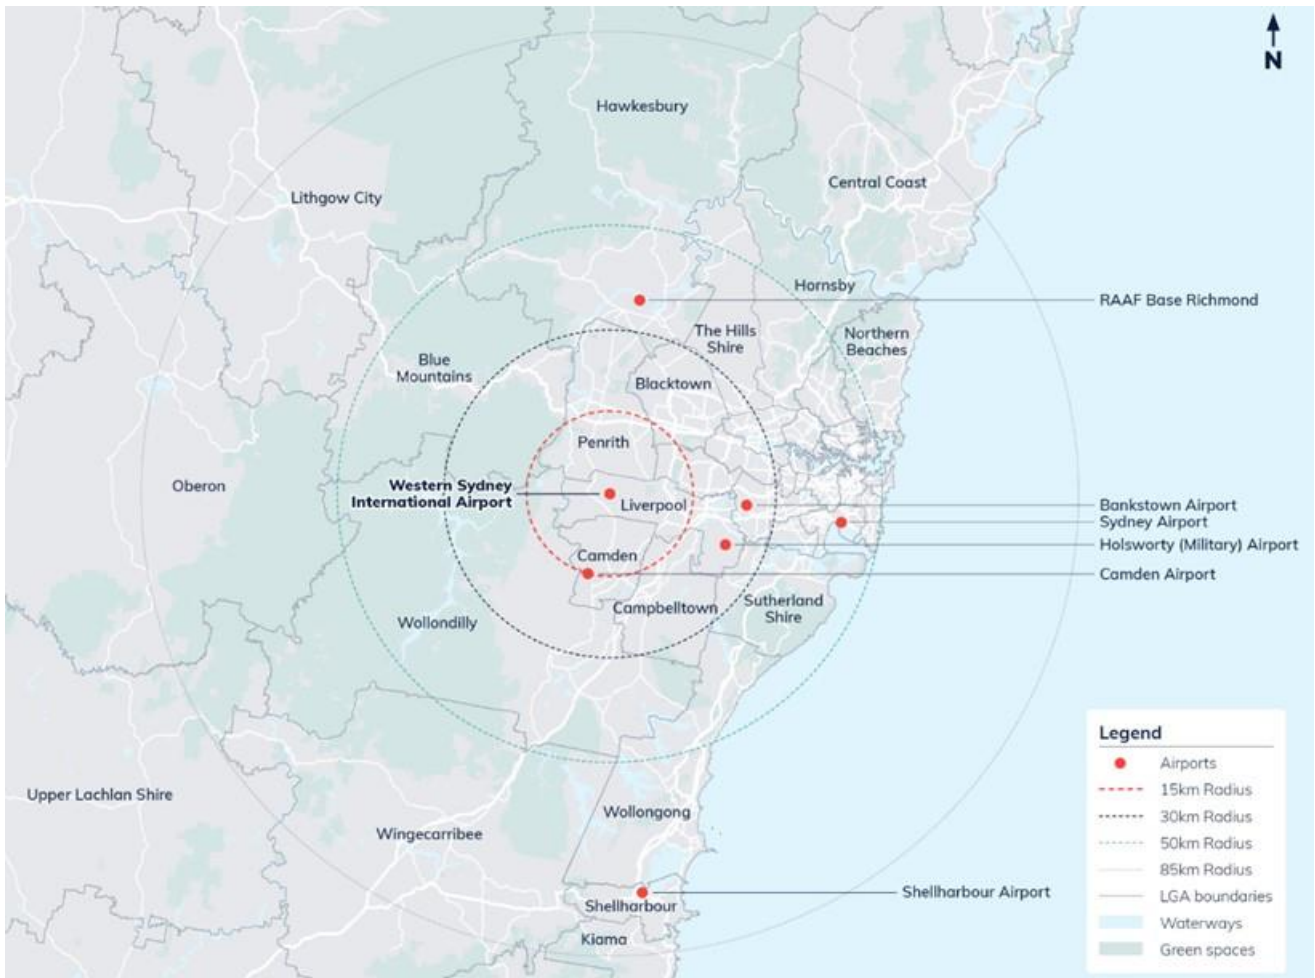 N
Hawkesbury
Central Coast
Lithgow City
Hornsby
RAAF Base Richmond
The Hills
Shire
Northern
Beaches
Blue
Mountains
Blacktown
Penrith
Western Sydney
International Airport
Oberon
Liverpool
Bankstown Airport
Sydney Airport
Holsworty (Military) Airport
Camden
Camden Airport
Campbelltown
Sutherland
Shire
Wollondilly
Upper Lachlan Shire
Wollongong
Wingecarribee
Shellharbour Airport
Shellharbour
Kiama
Legend
Airports
15km Radius
30km Radius
50km Radius
85km Radius
LGA boundaries
Waterways
Green spaces